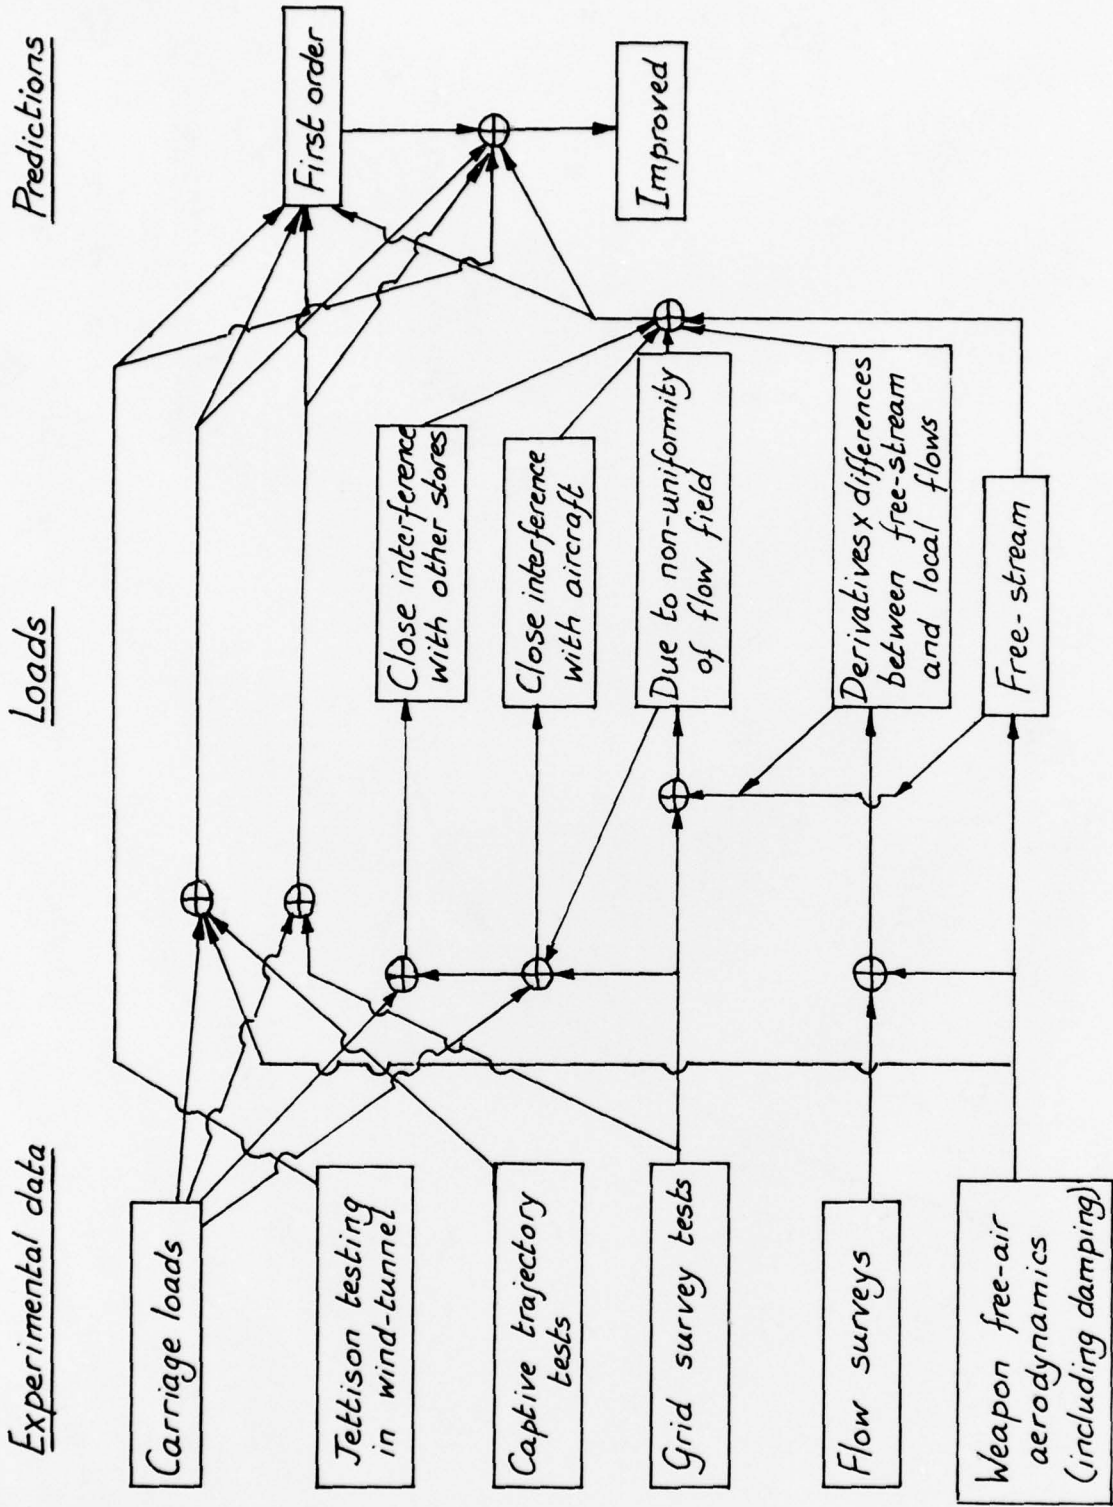 Experimental data
Carriage loads
Jettison testing
in wind-tunnel
Captive trajectory
tests
Grid survey tests
Flow surveys
Weapon free-air
aerodynamics
(including damping)
Loads
Close interference
with other stores
Close interference
with aircraft
Due to non-uniformity
of flow field
Derivatives x differences
between free-stream
and local flows
Free-stream
Predictions
First order
Improved